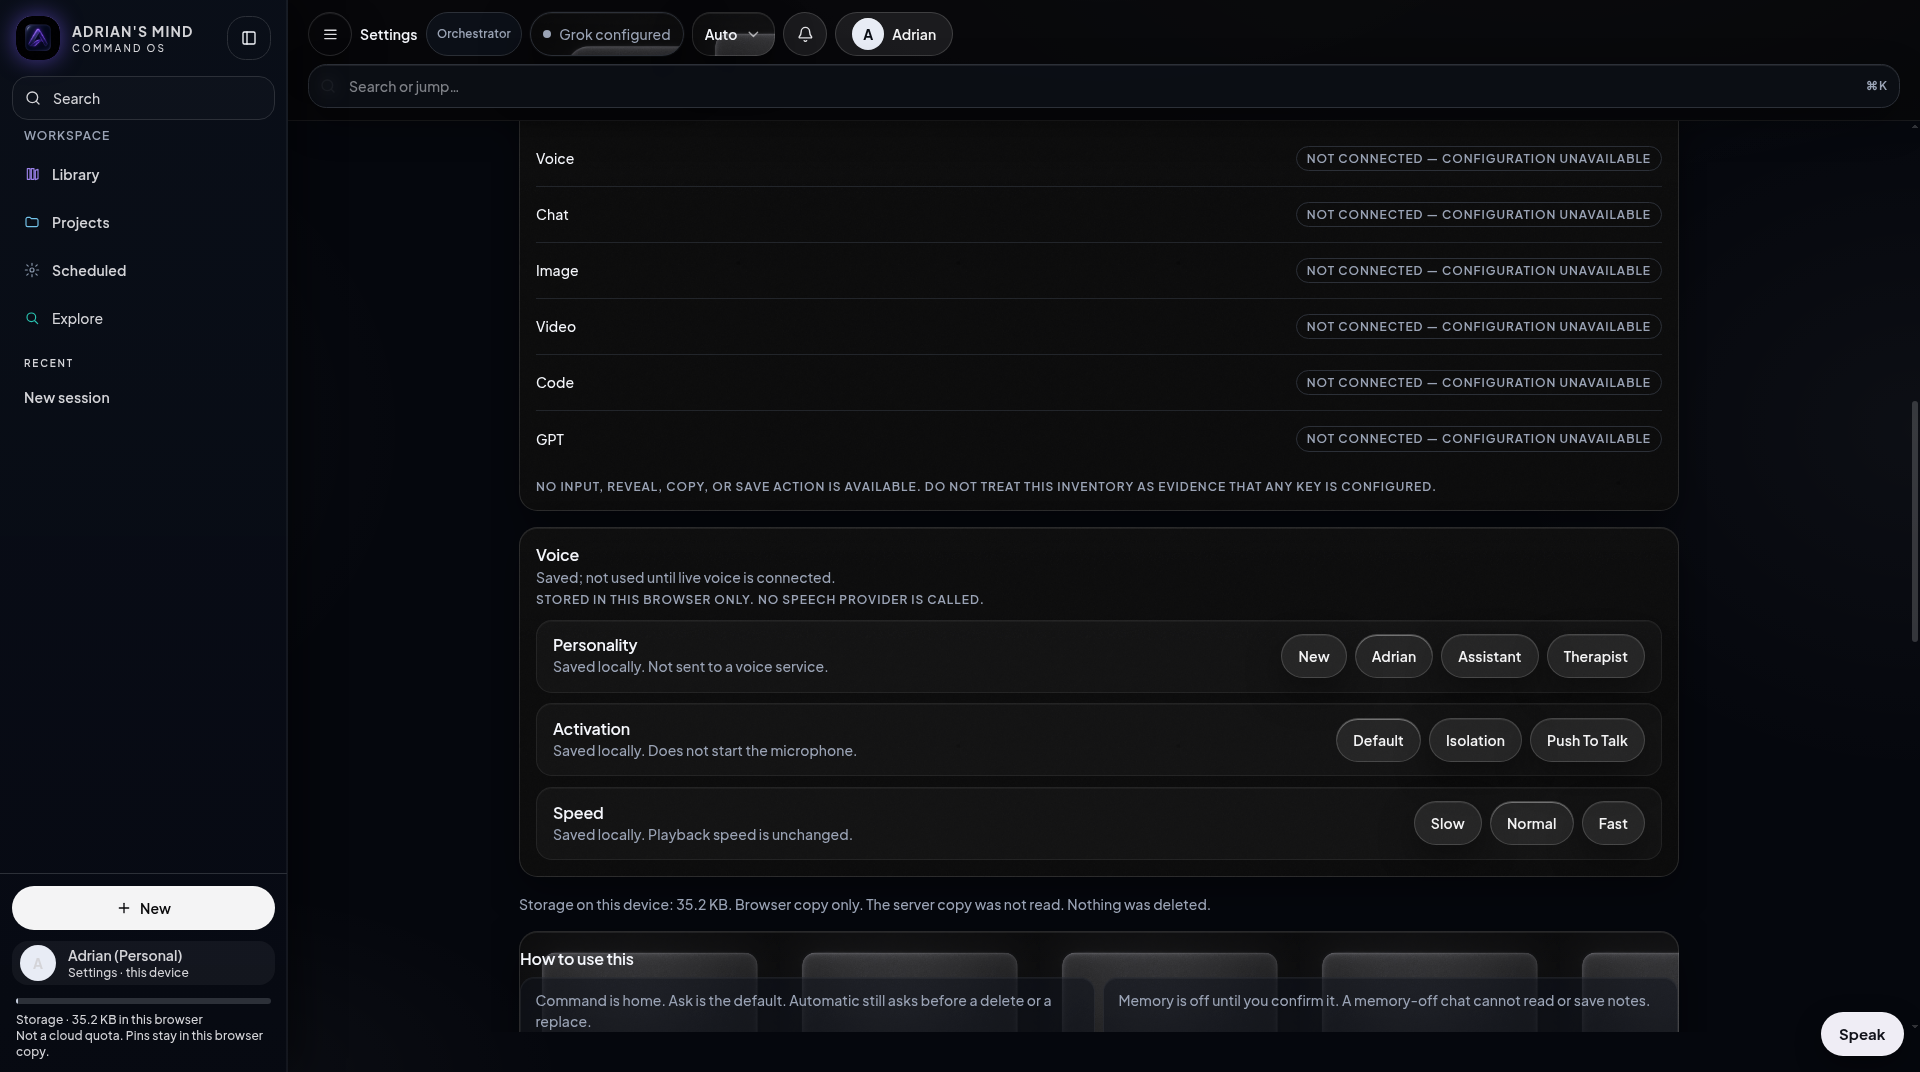 ADRIAN'S MIND
COMMAND OS
Search
WORKSPACE
Library
Projects
Scheduled
Explore
RECENT
New session
New
A
Adrian (Personal)
Settings · this device
Storage · 35.2 KB in this browser
Not a cloud quota. Pins stay in this browser
copy.
Settings
Orchestrator
Grok configured
Auto
A
Adrian
Search or jump…
⌘K
Voice
NOT CONNECTED — CONFIGURATION UNAVAILABLE
Chat
NOT CONNECTED — CONFIGURATION UNAVAILABLE
Image
NOT CONNECTED — CONFIGURATION UNAVAILABLE
Video
NOT CONNECTED — CONFIGURATION UNAVAILABLE
Code
NOT CONNECTED — CONFIGURATION UNAVAILABLE
GPT
NOT CONNECTED — CONFIGURATION UNAVAILABLE
NO INPUT, REVEAL, COPY, OR SAVE ACTION IS AVAILABLE. DO NOT TREAT THIS INVENTORY AS EVIDENCE THAT ANY KEY IS CONFIGURED.
Voice
Saved; not used until live voice is connected.
STORED IN THIS BROWSER ONLY. NO SPEECH PROVIDER IS CALLED.
Personality
Saved locally. Not sent to a voice service.
New
Adrian
Assistant
Therapist
Activation
Saved locally. Does not start the microphone.
Default
Isolation
Push To Talk
Speed
Saved locally. Playback speed is unchanged.
Slow
Normal
Fast
Storage on this device: 35.2 KB. Browser copy only. The server copy was not read. Nothing was deleted.
How to use this
Command is home. Ask is the default. Automatic still asks before a delete or a
replace.
Memory is off until you confirm it. A memory-off chat cannot read or save notes.
Speak